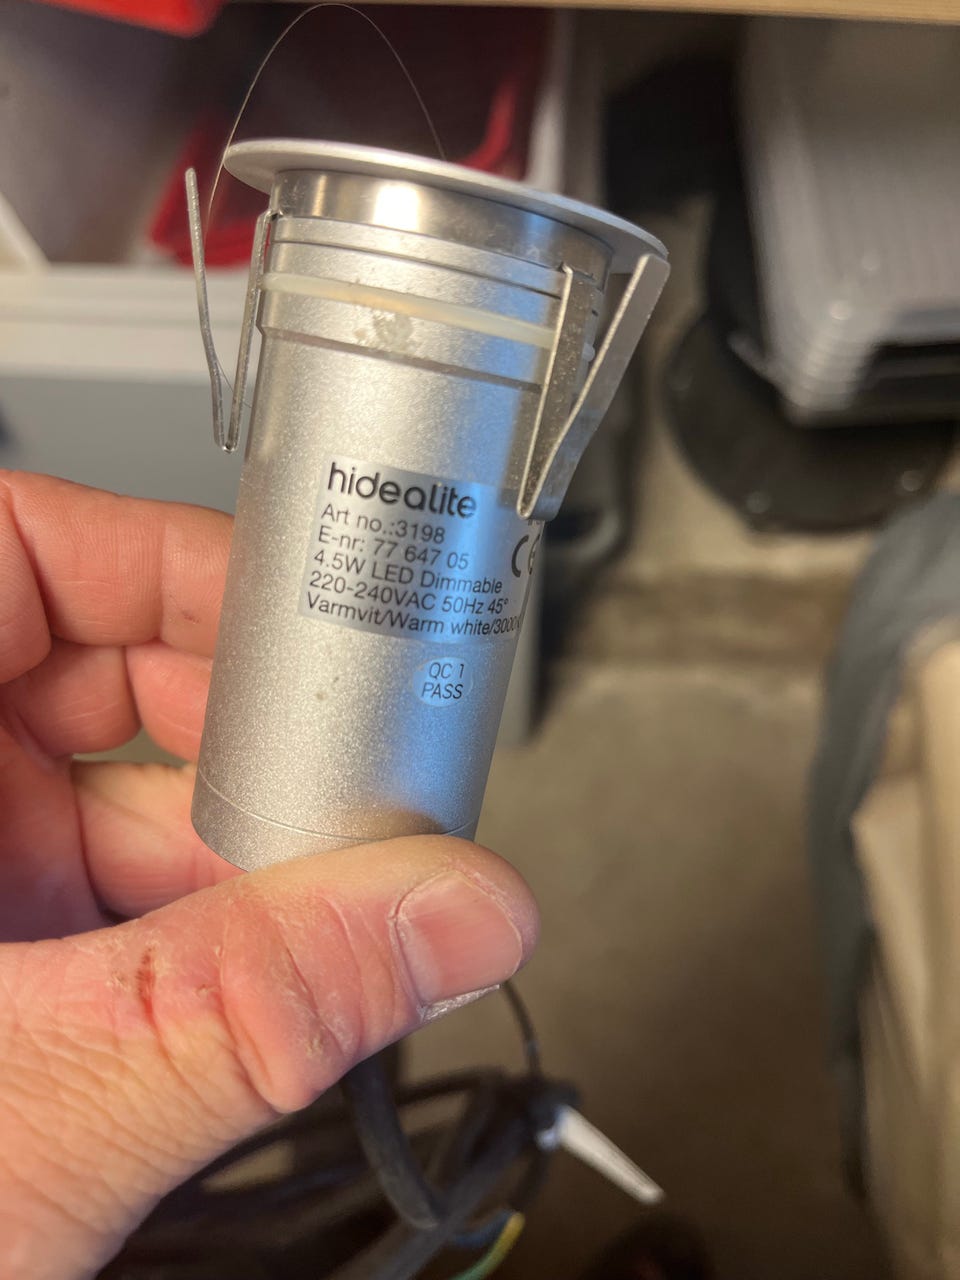 hidealite
Art no.:3198
E-nr: 77 647 05
4.5W LED Dimmable
CE
220-240VAC 50Hz 45°
Varmvit/Warm white/3000
QC 1
PASS